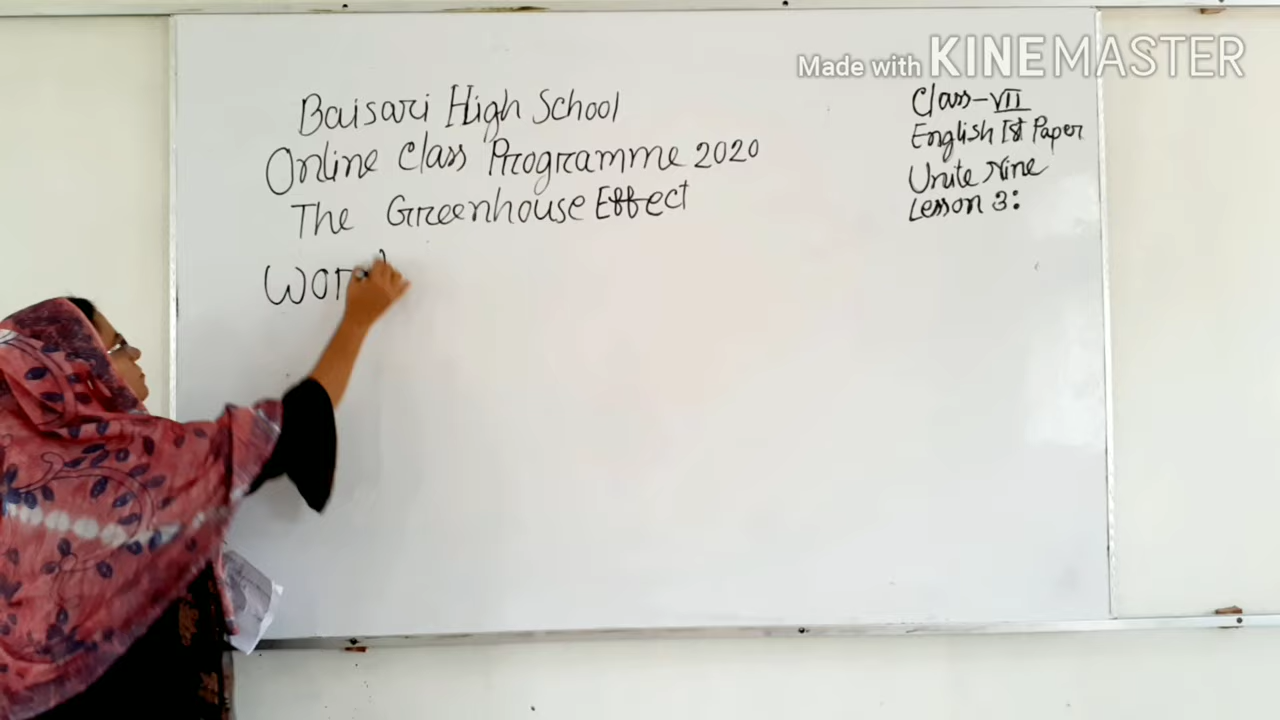 Made with KINEMASTER
Baisari High School
Online Class Programme 2020
The Greenhouse Effect
Class-VII
English 1st Paper
Unite Nine
Lesson 3: